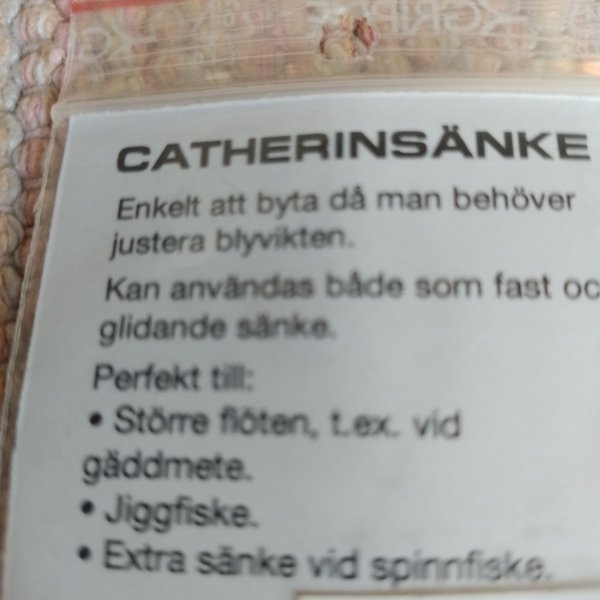 GRIPGE
CATHERINSÄNKE
Enkelt att byta då man behöver
justera blyvikten.
Kan användas både som fast oc
glidande sänke.
Perfekt till:
• Större flöten, t.ex. vid
gäddmete.
• Jiggfiske.
• Extra sänke vid spinnfiske.